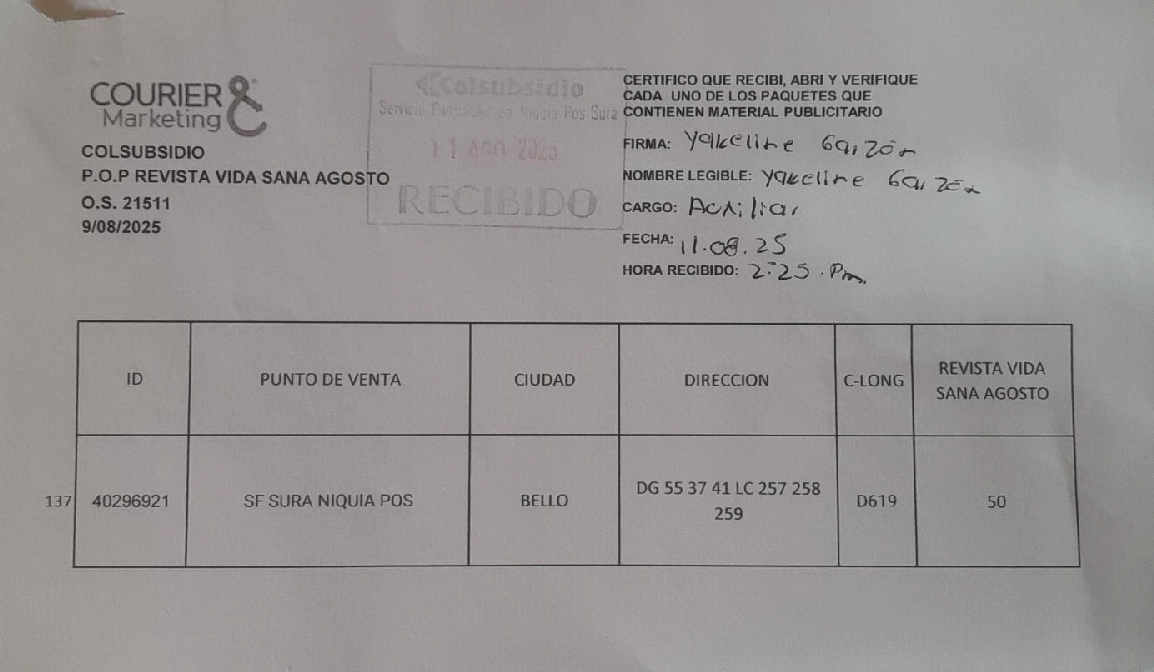 COURIER
Marketing
COLSUBSIDIO
P.O.P REVISTA VIDA SANA AGOSTO
O.S. 21511
9/08/2025
Colsubsidio
Servicio Farmacéutico Niquia Pos Sura
11 AGO 2025
RECIBIDO
CERTIFICO QUE RECIBI, ABRI Y VERIFIQUE
CADA UNO DE LOS PAQUETES QUE
CONTIENEN MATERIAL PUBLICITARIO
FIRMA: Yakeline Garzón
NOMBRE LEGIBLE: Yakeline Garzón
CARGO: Auxiliar
FECHA: 11.08.25
HORA RECIBIDO: 2:25 Pm.
ID PUNTO DE VENTA CIUDAD DIRECCION C-LONG REVISTA VIDA
SANA AGOSTO
137 40296921 SF SURA NIQUIA POS BELLO DG 55 37 41 LC 257 258
259 D619 50